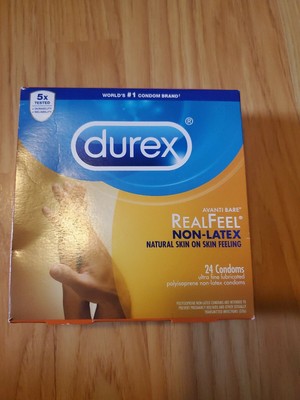 WORLD'S #1 CONDOM BRAND†
5X
TESTED
durex®
AVANTI BARE®
REALFEEL®
NON-LATEX
NATURAL SKIN ON SKIN FEELING
24 Condoms
ultra fine lubricated
polyisoprene non-latex condoms